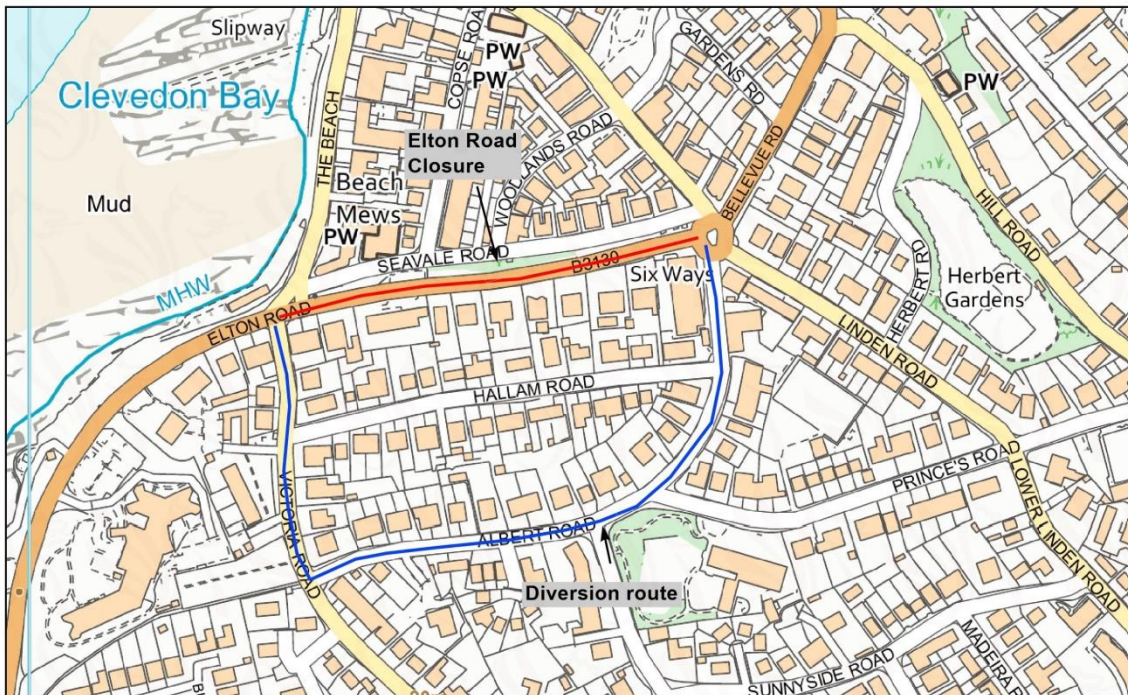 Slipway
Clevedon Bay
Mud
MHW
THE BEACH
Beach
Mews
PW
COPSE ROAD
PW
PW
Elton Road
Closure
WOODLANDS ROAD
GARDENS RD
BELLEVUE RD
PW
HILL ROAD
HERBERT RD
Herbert
Gardens
SEAVALE ROAD
B3130
Six Ways
ELTON ROAD
LINDEN ROAD
HALLAM ROAD
VICTORIA ROAD
ALBERT ROAD
PRINCE'S ROAD
LOWER LINDEN ROAD
Diversion route
SUNNYSIDE ROAD
MADEIRA